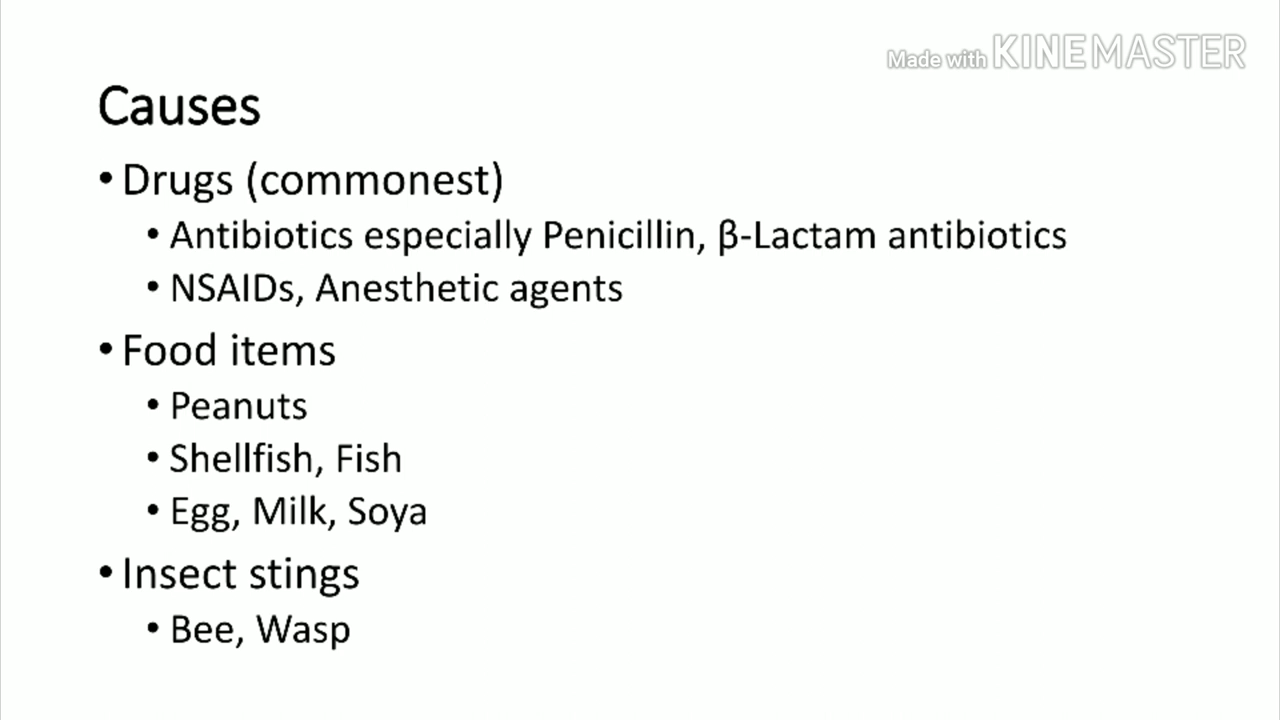 Made with KINEMASTER
Causes
• Drugs (commonest)
• Antibiotics especially Penicillin, β-Lactam antibiotics
• NSAIDs, Anesthetic agents
• Food items
• Peanuts
• Shellfish, Fish
• Egg, Milk, Soya
• Insect stings
• Bee, Wasp